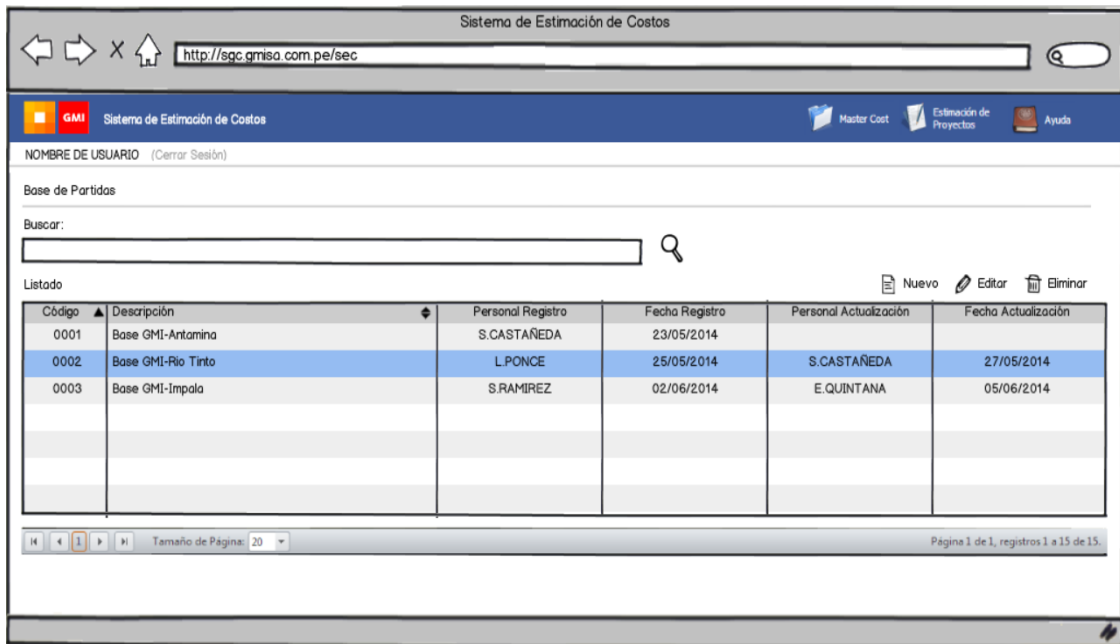 Sistema de Estimación de Costos
X
http://sgc.gmisa.com.pe/sec
GMI Sistema de Estimación de Costos Master Cost Estimación de Proyectos Ayuda
NOMBRE DE USUARIO (Cerrar Sesión)
Base de Partidas
Buscar:
Listado Nuevo Editar Eliminar
Código Descripción Personal Registro Fecha Registro Personal Actualización Fecha Actualización
0001 Base GMI-Antamina S.CASTAÑEDA 23/05/2014
0002 Base GMI-Rio Tinto L.PONCE 25/05/2014 S.CASTAÑEDA 27/05/2014
0003 Base GMI-Impala S.RAMIREZ 02/06/2014 E.QUINTANA 05/06/2014
1 Tamaño de Página: 20 Página 1 de 1, registros 1 a 15 de 15.